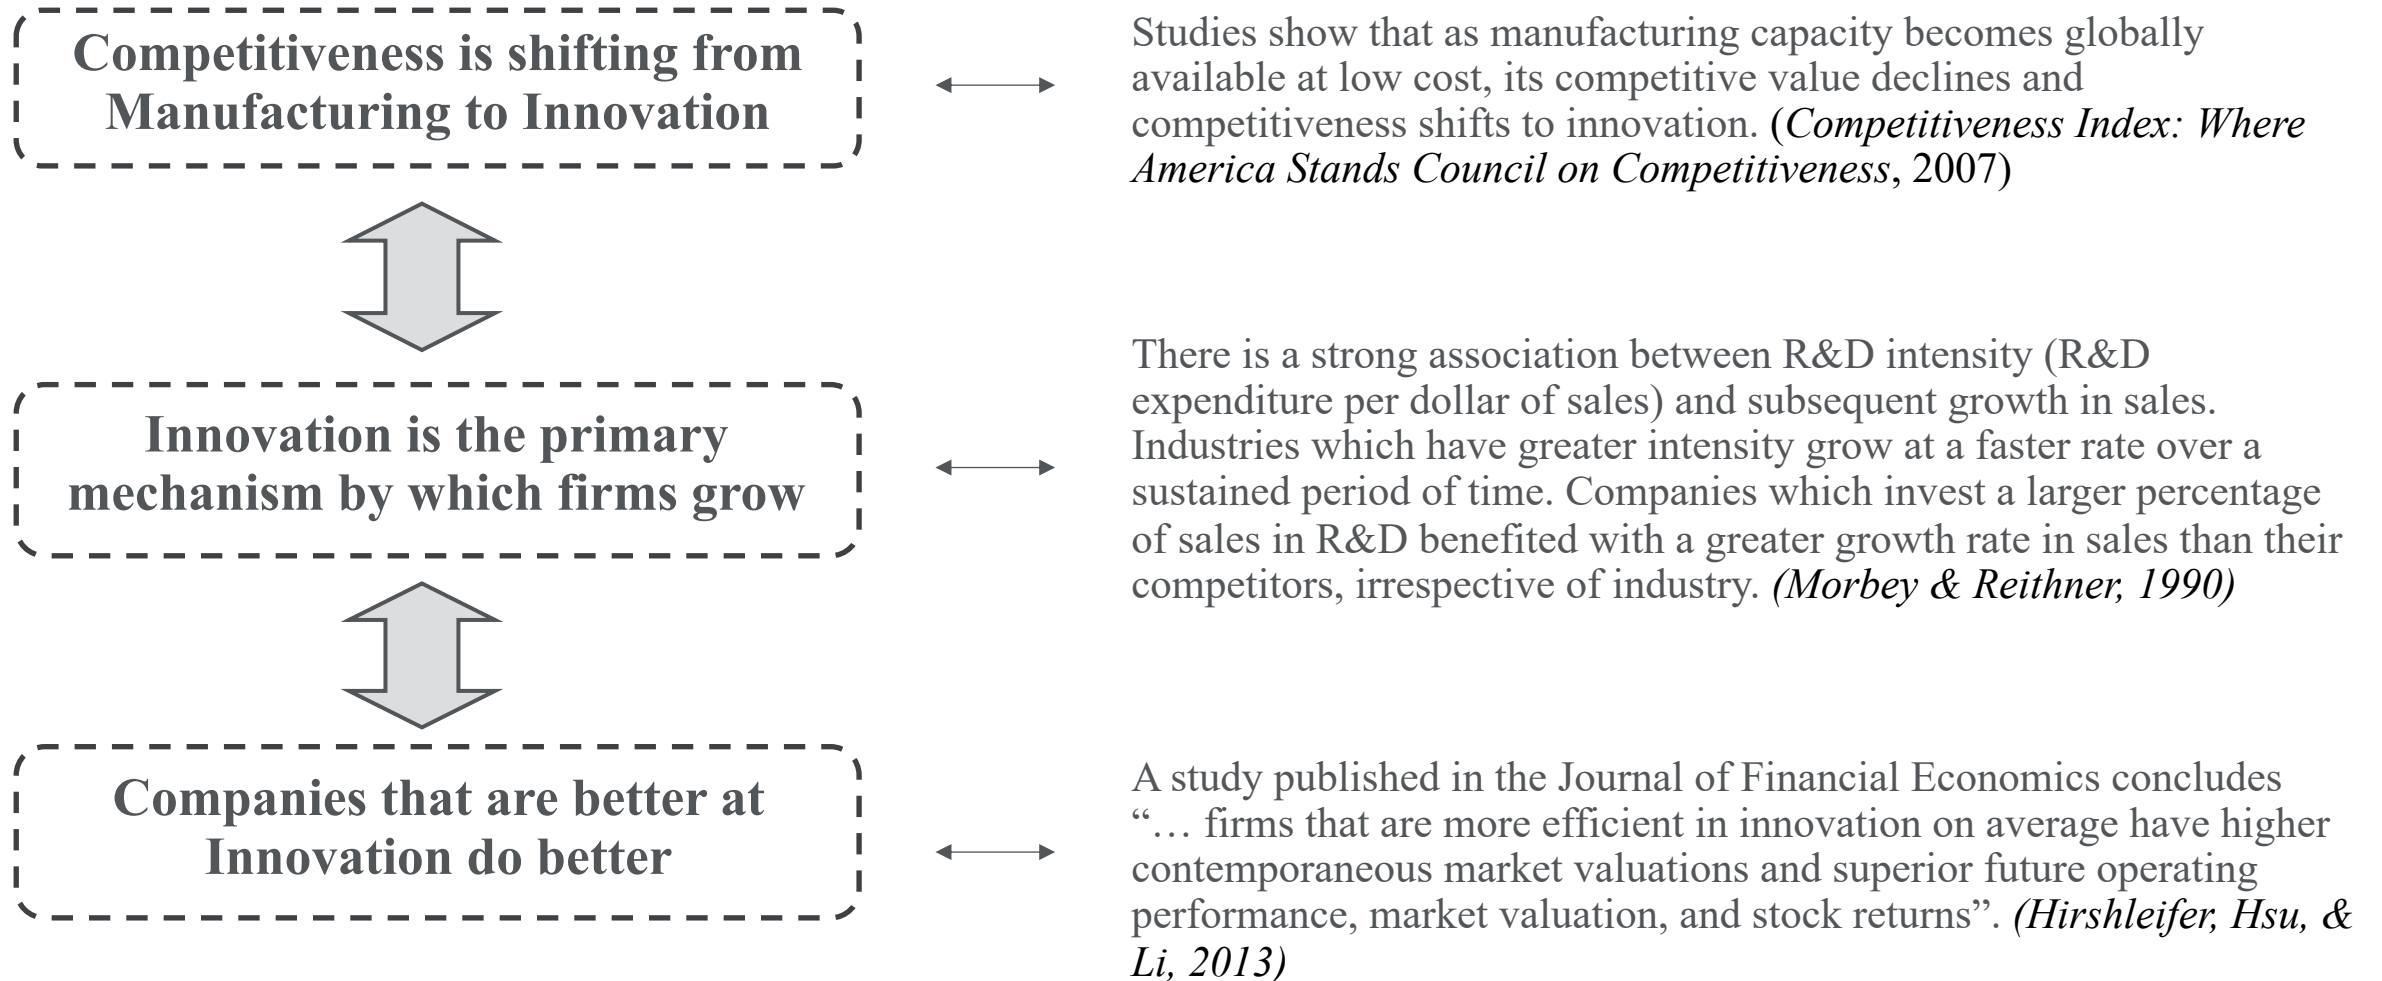 Competitiveness is shifting from
Manufacturing to Innovation
Studies show that as manufacturing capacity becomes globally
available at low cost, its competitive value declines and
competitiveness shifts to innovation. (Competitiveness Index: Where
America Stands Council on Competitiveness, 2007)
Innovation is the primary
mechanism by which firms grow
There is a strong association between R&D intensity (R&D
expenditure per dollar of sales) and subsequent growth in sales.
Industries which have greater intensity grow at a faster rate over a
sustained period of time. Companies which invest a larger percentage
of sales in R&D benefited with a greater growth rate in sales than their
competitors, irrespective of industry. (Morbey & Reithner, 1990)
Companies that are better at
Innovation do better
A study published in the Journal of Financial Economics concludes
“… firms that are more efficient in innovation on average have higher
contemporaneous market valuations and superior future operating
performance, market valuation, and stock returns”. (Hirshleifer, Hsu, &
Li, 2013)